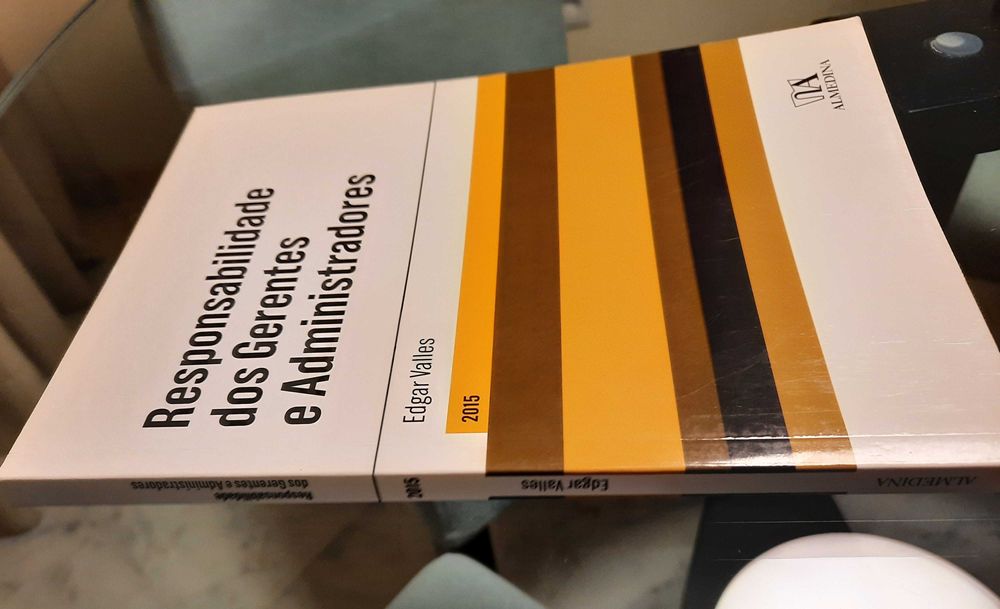 Responsabilidade
dos Gerentes
e Administradores
Edgar Valles
2015
ALMEDINA
Responsabilidade
dos Gerentes e Administradores
2015
Edgar Valles
ALMEDINA